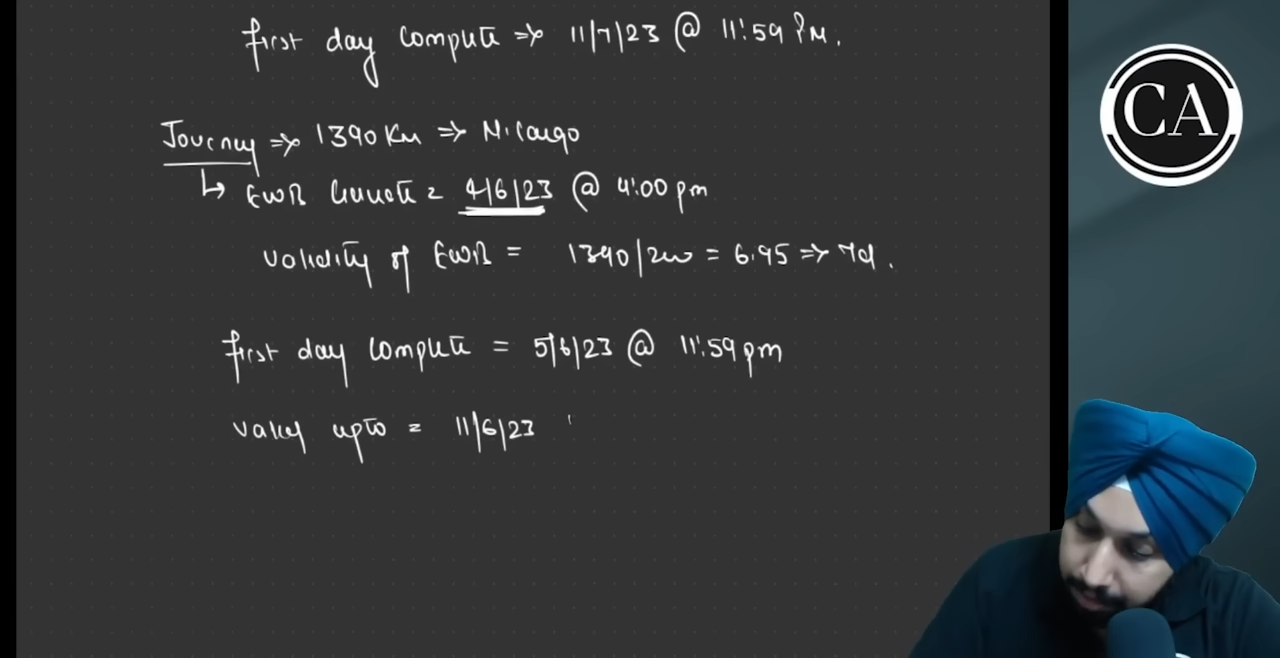 first day compute => 11/7/23 @ 11:59 PM.
CA
Journey => 1390 Km => N. Cargo
↳ EWB = 4/6/23 @ 4:00 pm
Validity of EWB = 1390/200 = 6.95 => 7d.
first day compute = 5/6/23 @ 11:59 pm
valid upto = 11/6/23